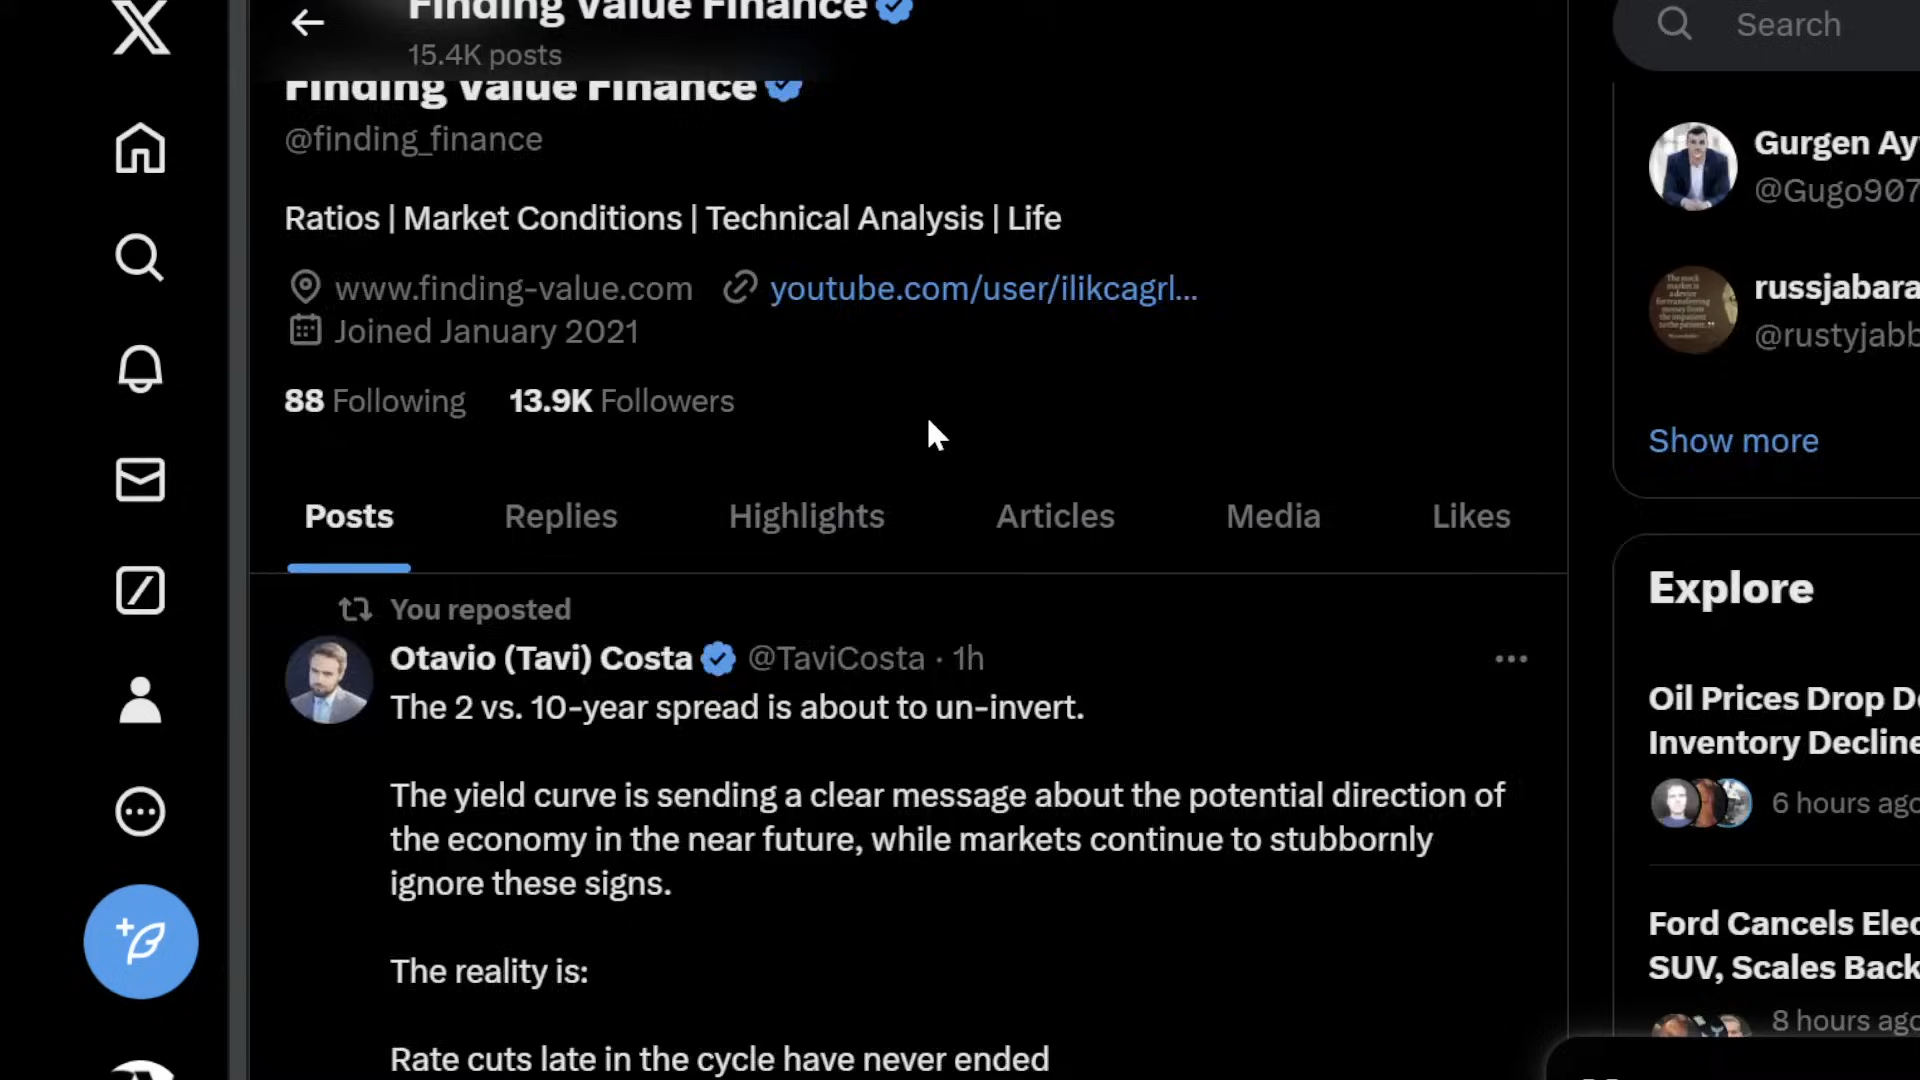 Finding Value Finance
15.4K posts
Finding Value Finance
@finding_finance
Ratios | Market Conditions | Technical Analysis | Life
www.finding-value.com youtube.com/user/ilikcagrl...
Joined January 2021
88 Following 13.9K Followers
Posts Replies Highlights Articles Media Likes
You reposted
Otavio (Tavi) Costa @TaviCosta · 1h
The 2 vs. 10-year spread is about to un-invert.
The yield curve is sending a clear message about the potential direction of
the economy in the near future, while markets continue to stubbornly
ignore these signs.
The reality is:
Rate cuts late in the cycle have never ended
Search
Gurgen Ay
@Gugo907
russjabara
@rustyjabb
Show more
Explore
Oil Prices Drop D
Inventory Decline
6 hours ago
Ford Cancels Elec
SUV, Scales Back
8 hours ago